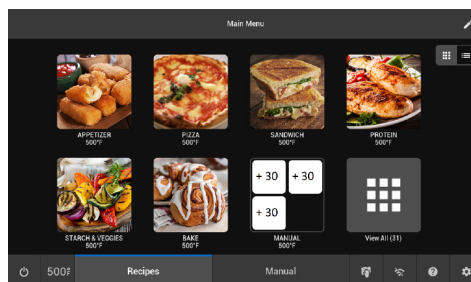 Main Menu
APPETIZER
500°F
PIZZA
500°F
SANDWICH
500°F
PROTEIN
500°F
STARCH & VEGGIES
500°F
BAKE
500°F
+ 30 + 30
+ 30
MANUAL
500°F
View All (31)
500°F
Recipes
Manual
?